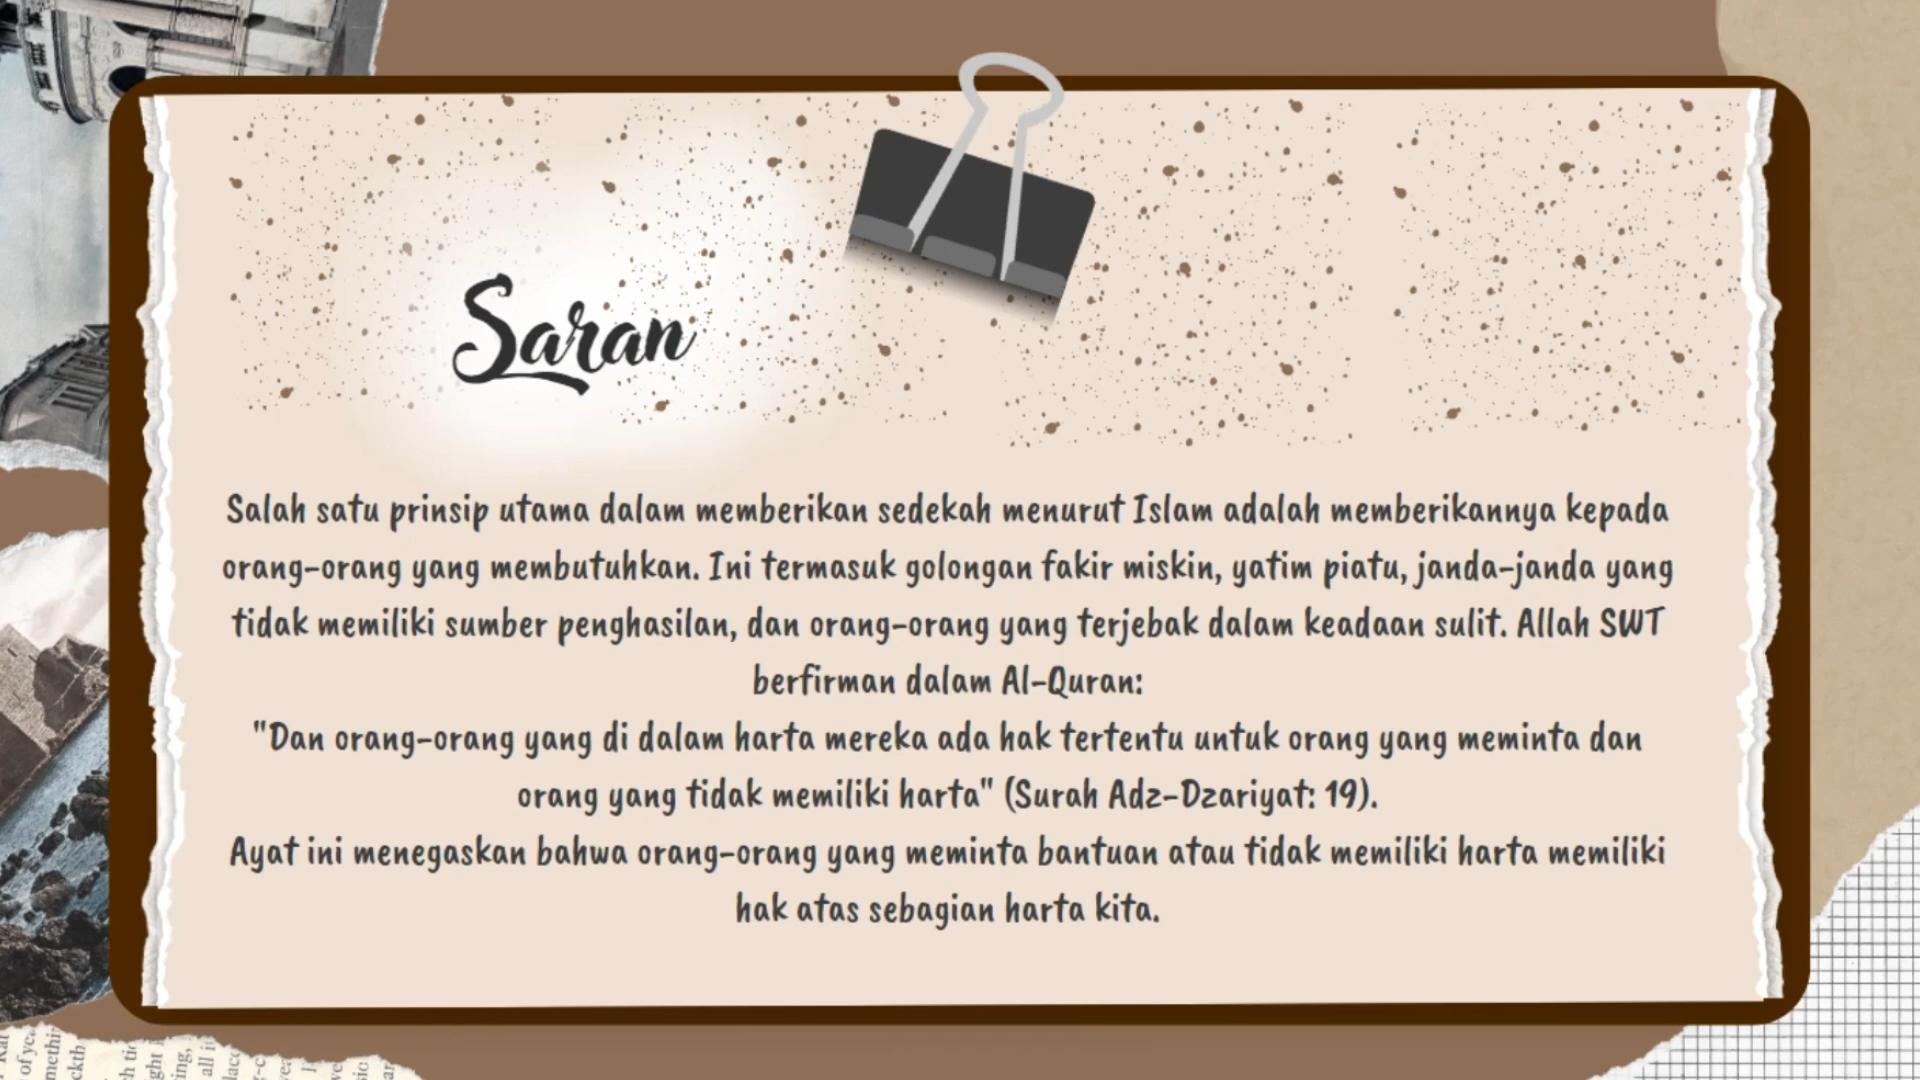 Saran
Salah satu prinsip utama dalam memberikan sedekah menurut Islam adalah memberikannya kepada
orang-orang yang membutuhkan. Ini termasuk golongan fakir miskin, yatim piatu, janda-janda yang
tidak memiliki sumber penghasilan, dan orang-orang yang terjebak dalam keadaan sulit. Allah SWT
berfirman dalam Al-Quran:
"Dan orang-orang yang di dalam harta mereka ada hak tertentu untuk orang yang meminta dan
orang yang tidak memiliki harta" (Surah Adz-Dzariyat: 19).
Ayat ini menegaskan bahwa orang-orang yang meminta bantuan atau tidak memiliki harta memiliki
hak atas sebagian harta kita.